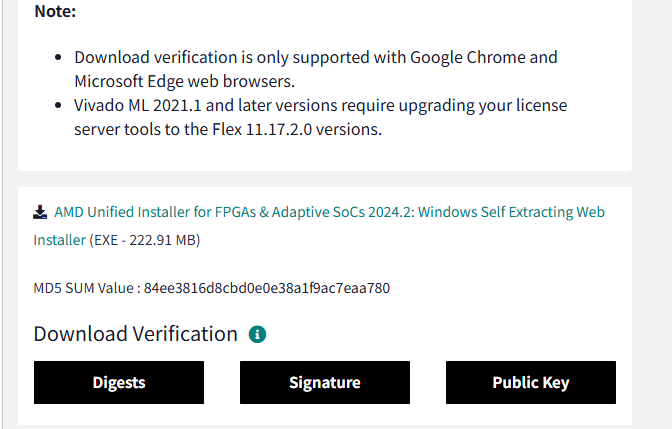 Note:
Download verification is only supported with Google Chrome and
Microsoft Edge web browsers.
Vivado ML 2021.1 and later versions require upgrading your license
server tools to the Flex 11.17.2.0 versions.
AMD Unified Installer for FPGAs & Adaptive SoCs 2024.2: Windows Self Extracting Web
Installer (EXE - 222.91 MB)
MD5 SUM Value : 84ee3816d8cbd0e0e38a1f9ac7eaa780
Download Verification
Digests
Signature
Public Key